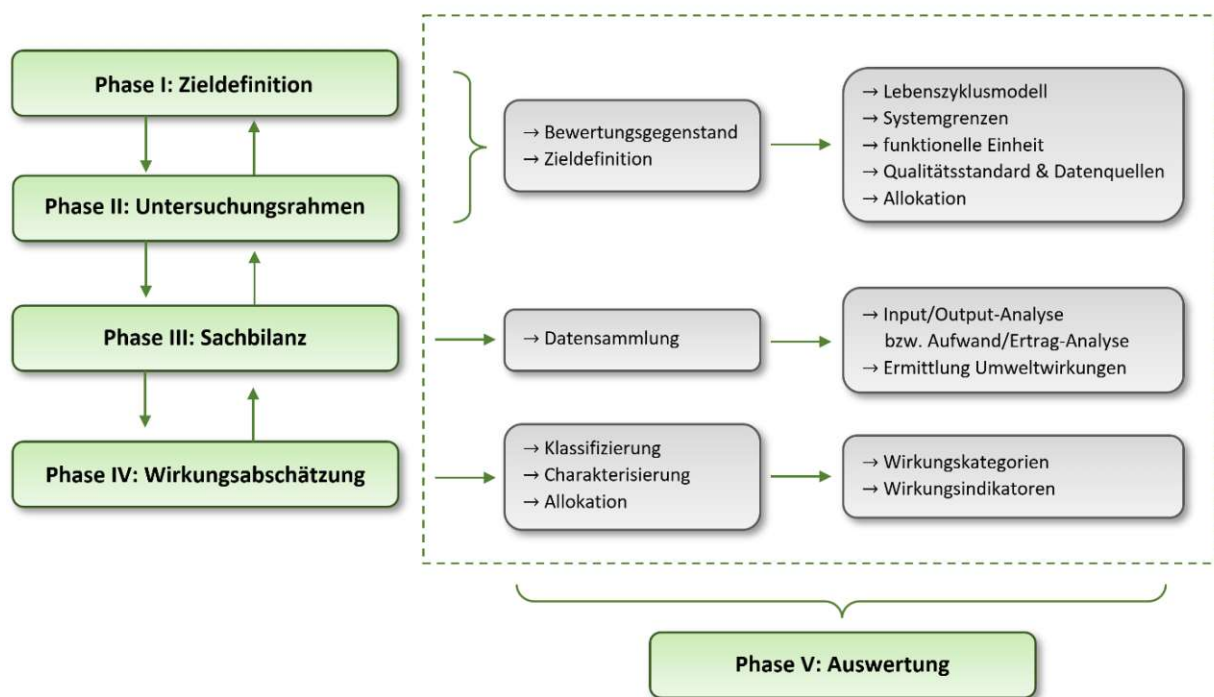 Phase I: Zieldefinition
Phase II: Untersuchungsrahmen
Phase III: Sachbilanz
Phase IV: Wirkungsabschätzung
→ Bewertungsgegenstand
→ Zieldefinition
→ Lebenszyklusmodell
→ Systemgrenzen
→ funktionelle Einheit
→ Qualitätsstandard & Datenquellen
→ Allokation
→ Datensammlung
→ Input/Output-Analyse
bzw. Aufwand/Ertrag-Analyse
→ Ermittlung Umweltwirkungen
→ Klassifizierung
→ Charakterisierung
→ Allokation
→ Wirkungskategorien
→ Wirkungsindikatoren
Phase V: Auswertung